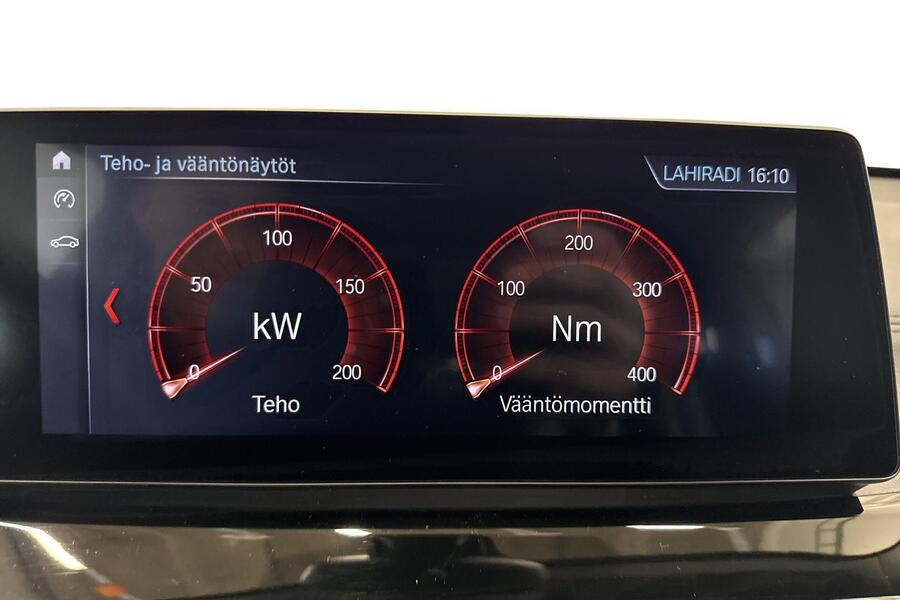 Teho- ja vääntönäytöt
LAHIRADI 16:10
0
50
100
150
200
kW
Teho
0
100
200
300
400
Nm
Vääntömomentti